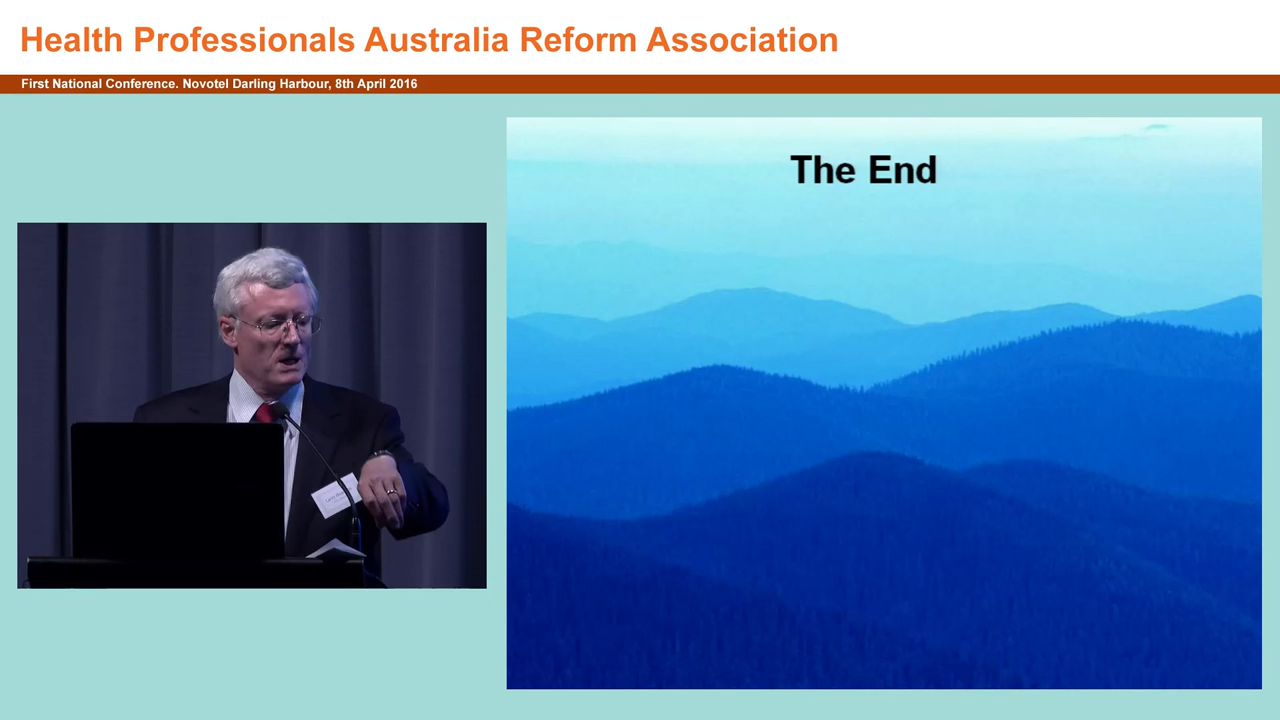 Health Professionals Australia Reform Association
First National Conference. Novotel Darling Harbour, 8th April 2016
The End